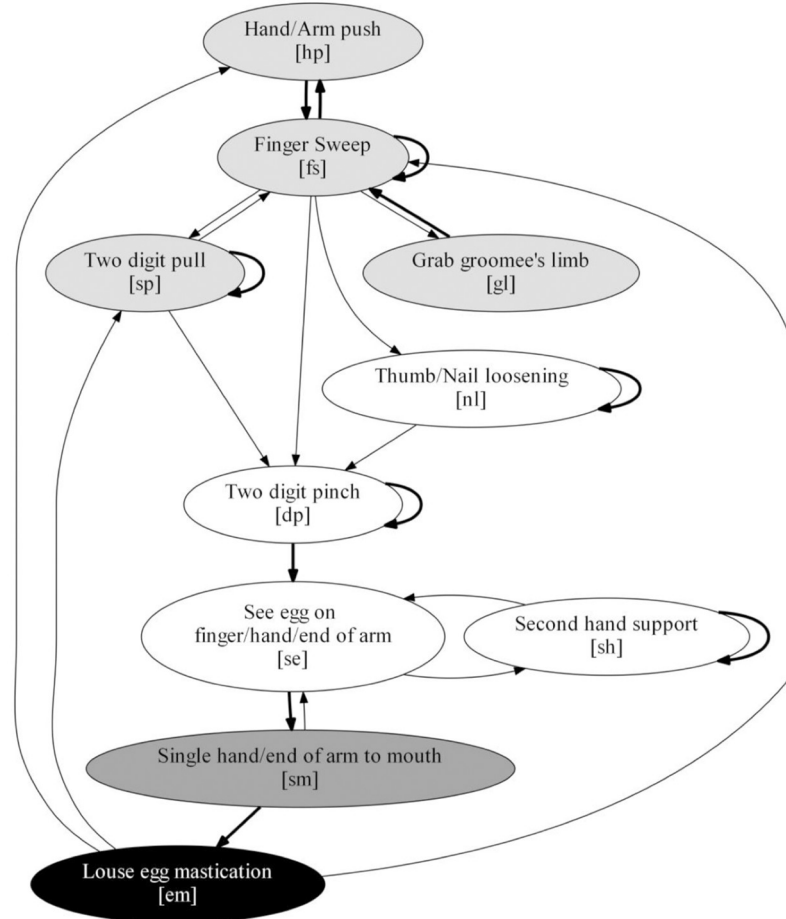 Hand/Arm push
[hp]
Finger Sweep
[fs]
Two digit pull
[sp]
Grab groomee's limb
[gl]
Thumb/Nail loosening
[nl]
Two digit pinch
[dp]
See egg on
finger/hand/end of arm
[se]
Second hand support
[sh]
Single hand/end of arm to mouth
[sm]
Louse egg mastication
[em]